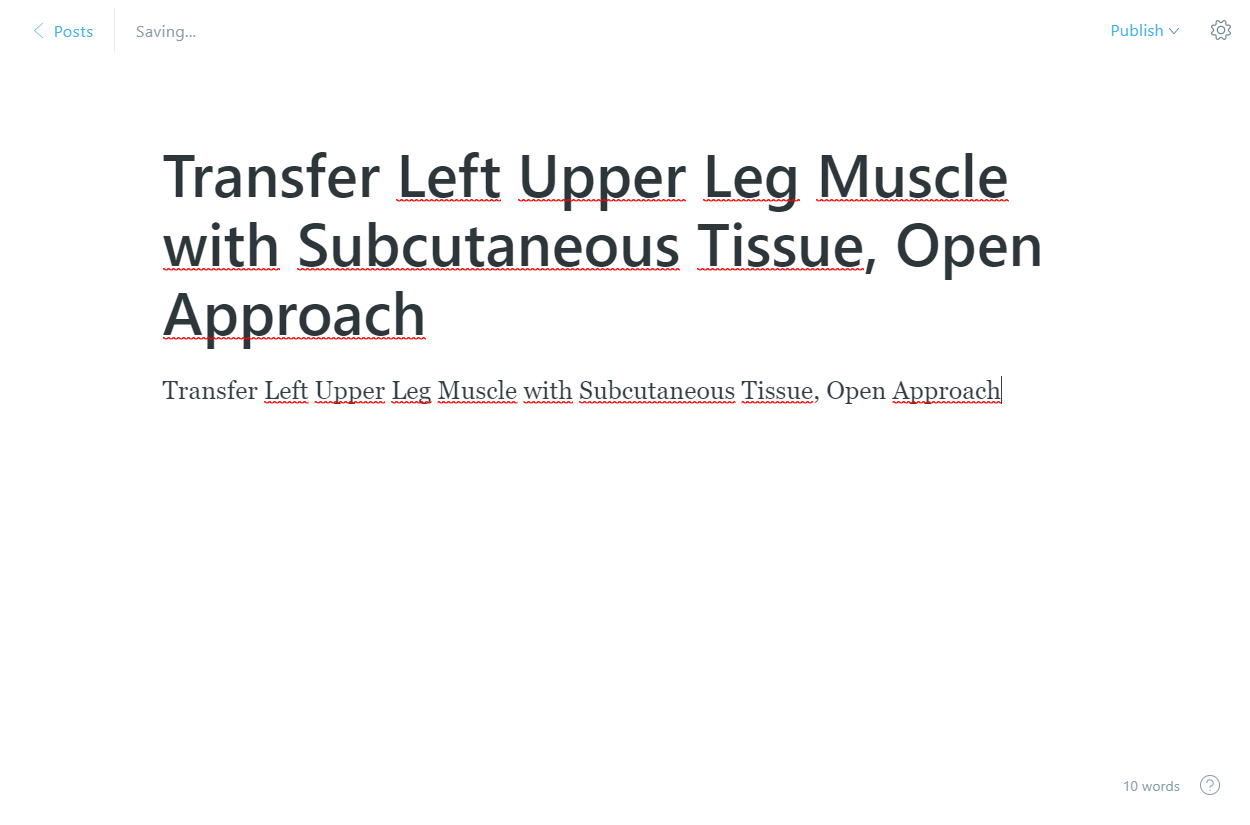 Posts
Saving...
Publish
Transfer Left Upper Leg Muscle
with Subcutaneous Tissue, Open
Approach
Transfer Left Upper Leg Muscle with Subcutaneous Tissue, Open Approach
10 words
?